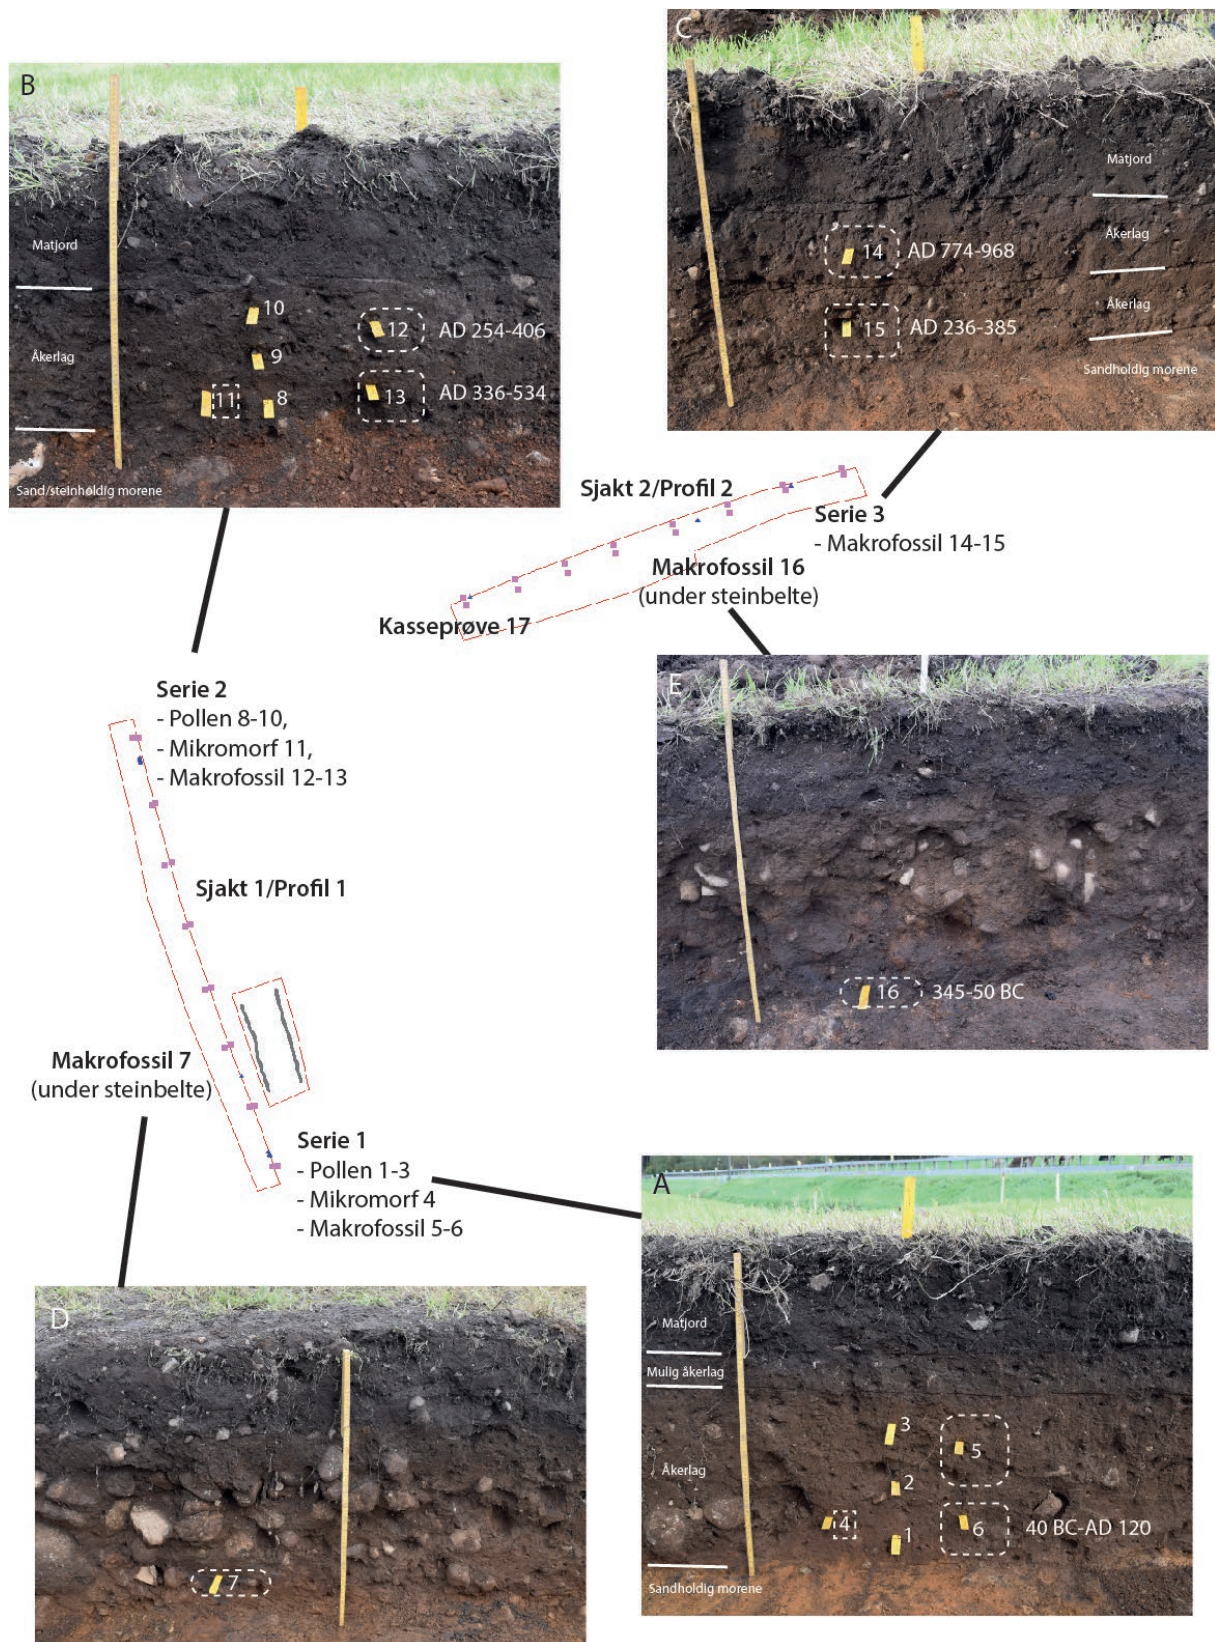 B
Matjord
10
12
AD 254-406
Åkerlag
9
11
8
13
AD 336-534
Sand/steinholdig morene
C
Matjord
14
AD 774-968
Åkerlag
15
AD 236-385
Åkerlag
Sandholdig morene
Sjakt 2/Profil 2
Serie 3
- Makrofossil 14-15
Makrofossil 16
(under steinbelte)
Kasseprøve 17
Serie 2
- Pollen 8-10,
- Mikromorf 11,
- Makrofossil 12-13
E
16
345-50 BC
Sjakt 1/Profil 1
Makrofossil 7
(under steinbelte)
Serie 1
- Pollen 1-3
- Mikromorf 4
- Makrofossil 5-6
D
7
A
Matjord
Mulig åkerlag
3
5
Åkerlag
2
4
1
6
40 BC-AD 120
Sandholdig morene